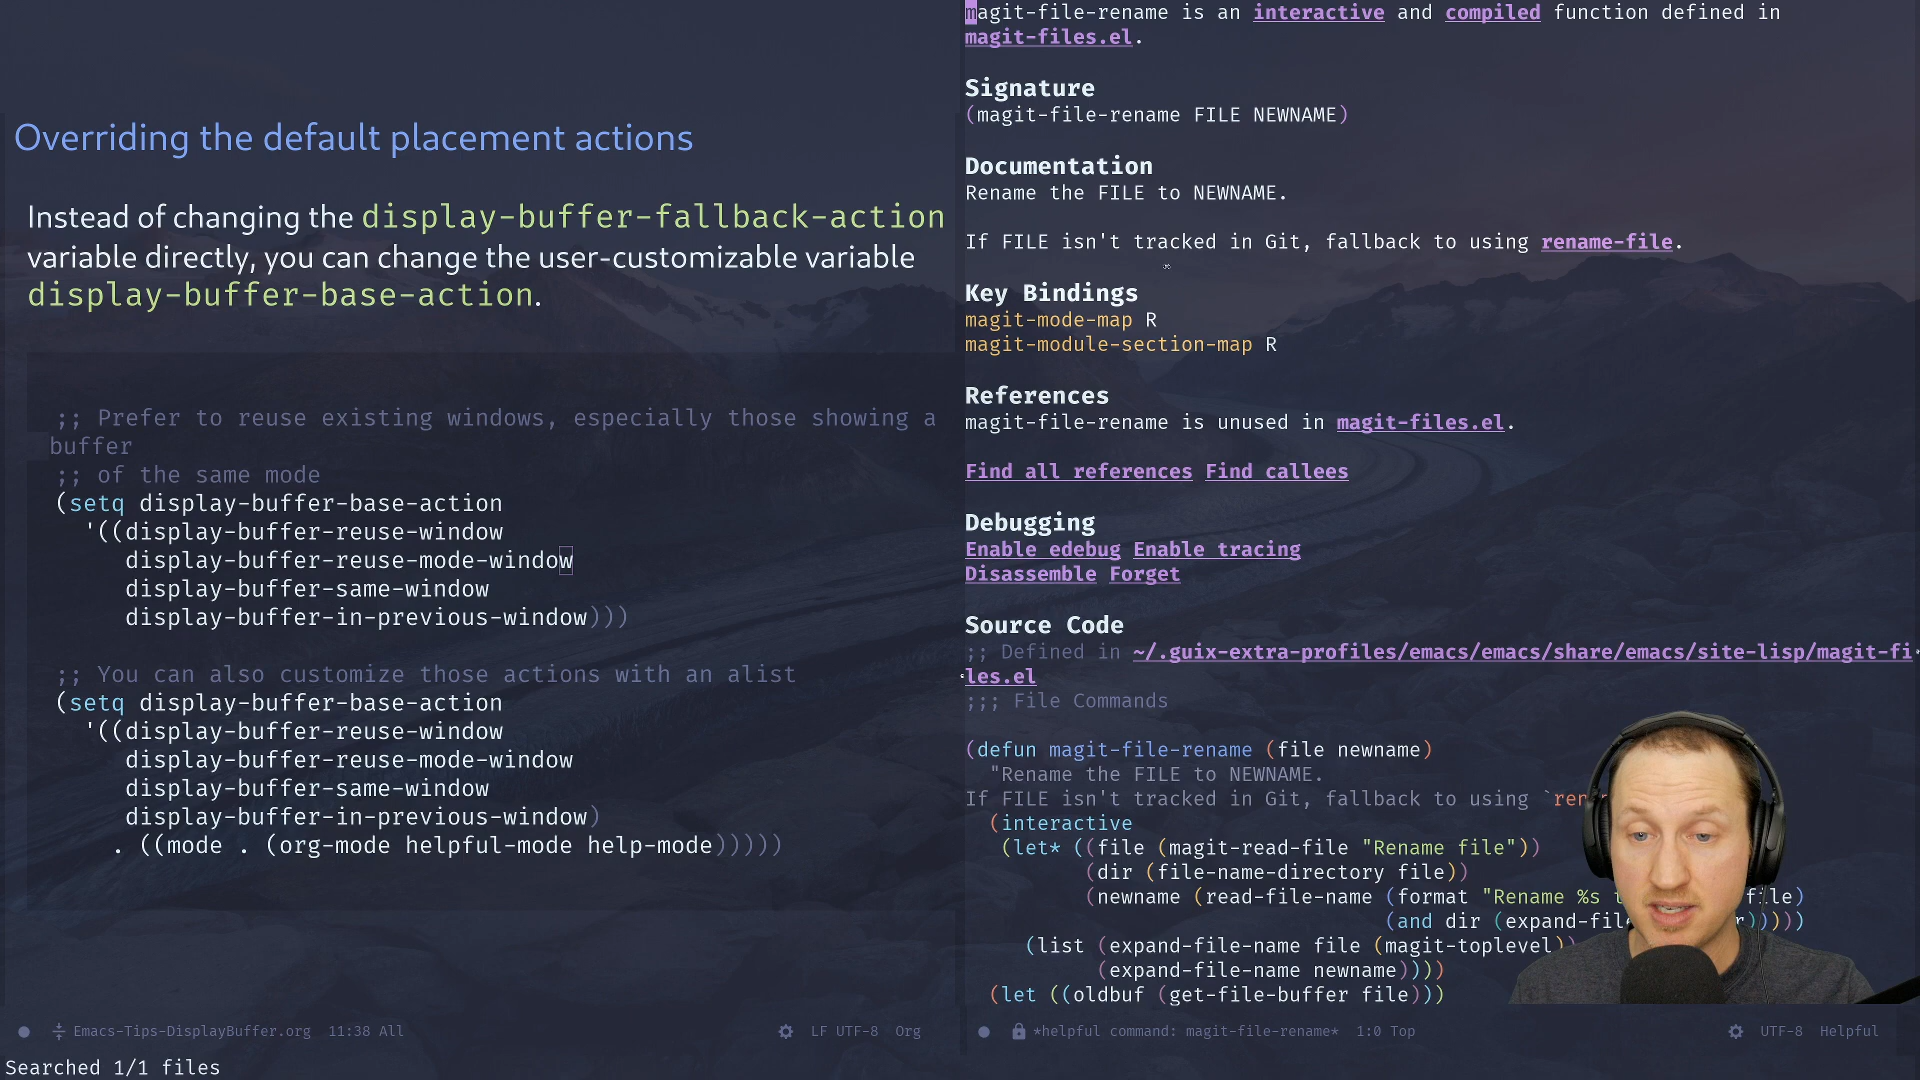 Overriding the default placement actions
Instead of changing the display-buffer-fallback-action
variable directly, you can change the user-customizable variable
display-buffer-base-action.
;; Prefer to reuse existing windows, especially those showing a
buffer
;; of the same mode
(setq display-buffer-base-action
'((display-buffer-reuse-window
display-buffer-reuse-mode-window
display-buffer-same-window
display-buffer-in-previous-window)))
;; You can also customize those actions with an alist
(setq display-buffer-base-action
'((display-buffer-reuse-window
display-buffer-reuse-mode-window
display-buffer-same-window
display-buffer-in-previous-window)
. ((mode . (org-mode helpful-mode help-mode)))))
Emacs-Tips-DisplayBuffer.org 11:38 All
LF UTF-8 Org
magit-file-rename is an interactive and compiled function defined in
magit-files.el.
Signature
(magit-file-rename FILE NEWNAME)
Documentation
Rename the FILE to NEWNAME.
If FILE isn't tracked in Git, fallback to using rename-file.
Key Bindings
magit-mode-map R
magit-module-section-map R
References
magit-file-rename is unused in magit-files.el.
Find all references Find callees
Debugging
Enable edebug Enable tracing
Disassemble Forget
Source Code
;; Defined in ~/.guix-extra-profiles/emacs/emacs/share/emacs/site-lisp/magit-fi
les.el
;;; File Commands
(defun magit-file-rename (file newname)
"Rename the FILE to NEWNAME.
If FILE isn't tracked in Git, fallback to using `
(interactive
(let* ((file (magit-read-file "Rename file"))
(dir (file-name-directory file))
(newname (read-file-name (format "Rename %s file)
(and dir (expand-fil )))))
(list (expand-file-name file (magit-toplevel))
(expand-file-name newname))))
(let ((oldbuf (get-file-buffer file)))
*helpful command: magit-file-rename* 1:0 Top
UTF-8 Helpful
Searched 1/1 files